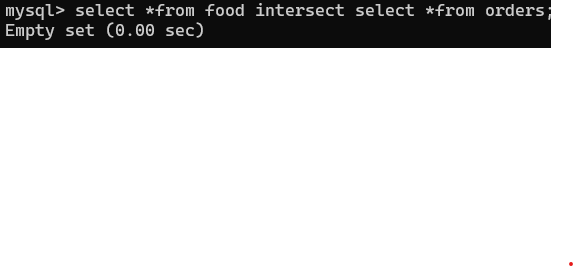 mysql> select *from food intersect select *from orders;
Empty set (0.00 sec)